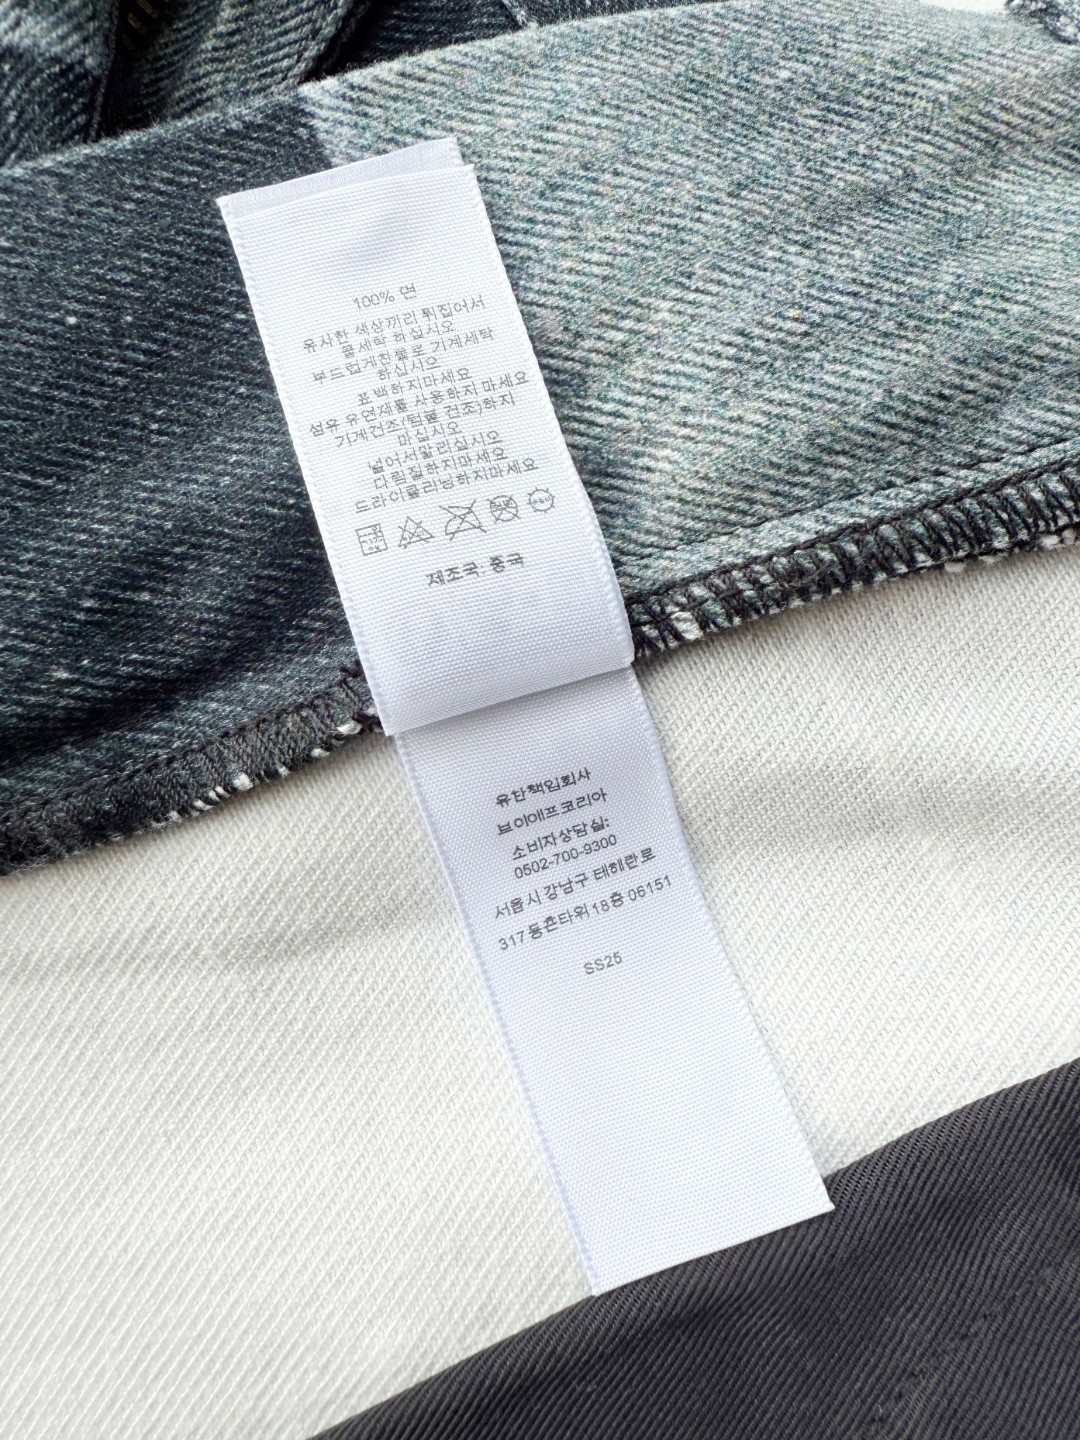 100% 면
유사한 색상끼리 뒤집어서
물세탁 하십시오
부드럽게찬물로 기계세탁
하십시오
표백하지마세요
섬유 유연제를 사용하지 마세요
기계건조(텀블 건조)하지
마십시오
널어서말리십시오
다림질하지마세요
드라이클리닝하지마세요
제조국: 중국
유한책임회사
브이에프코리아
소비자상담실:
0502-700-9300
서울시 강남구 테헤란로
317 동훈타워 18층 06151
SS25